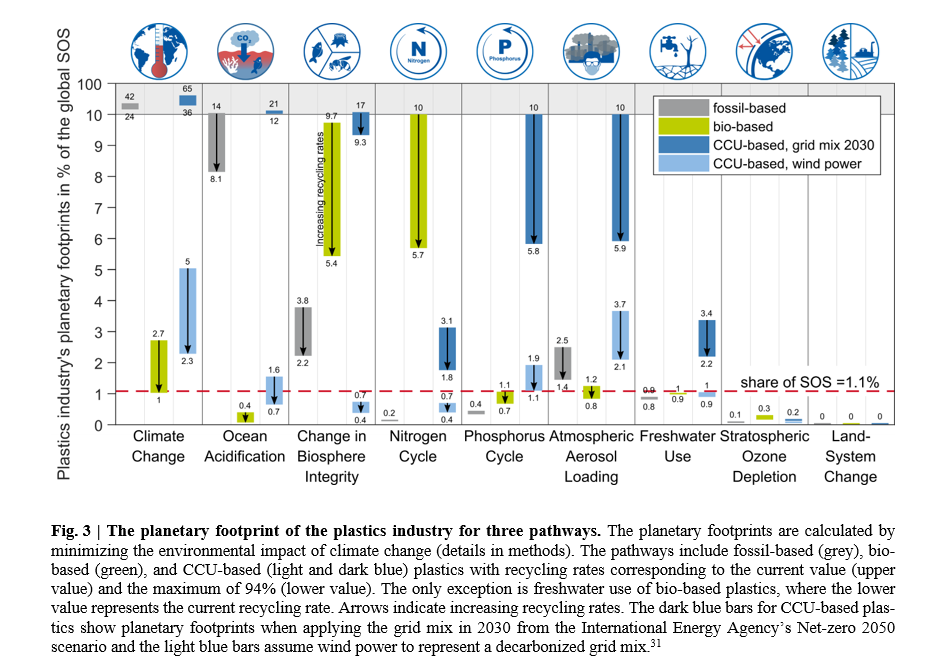 Plastics industry's planetary footprints in % of the global SOS
CO2
N
Nitrogen
P
Phosphorus
100
10
9
8
7
6
5
4
3
2
1
0
42
24
2.7
1
65
36
5
2.3
14
8.1
0.4
21
12
1.6
0.7
3.8
2.2
9.7
5.4
Increasing recycling rates
17
9.3
0.7
0.4
0.2
10
5.7
3.1
1.8
0.7
0.4
0.4
1.1
0.7
10
5.8
1.9
1.1
2.5
1.4
1.2
0.8
10
5.9
3.7
2.1
0.9
0.8
1
0.9
3.4
2.2
1
0.9
0.1
0.3
0.2
0
0
0
fossil-based
bio-based
CCU-based, grid mix 2030
CCU-based, wind power
share of SOS =1.1%
Climate
Change
Ocean
Acidification
Change in
Biosphere
Integrity
Nitrogen
Cycle
Phosphorus
Cycle
Atmospheric
Aerosol
Loading
Freshwater
Use
Stratospheric
Ozone
Depletion
Land-
System
Change
Fig. 3 | The planetary footprint of the plastics industry for three pathways. The planetary footprints are calculated by
minimizing the environmental impact of climate change (details in methods). The pathways include fossil-based (grey), bio-
based (green), and CCU-based (light and dark blue) plastics with recycling rates corresponding to the current value (upper
value) and the maximum of 94% (lower value). The only exception is freshwater use of bio-based plastics, where the lower
value represents the current recycling rate. Arrows indicate increasing recycling rates. The dark blue bars for CCU-based plas-
tics show planetary footprints when applying the grid mix in 2030 from the International Energy Agency's Net-zero 2050
scenario and the light blue bars assume wind power to represent a decarbonized grid mix.31